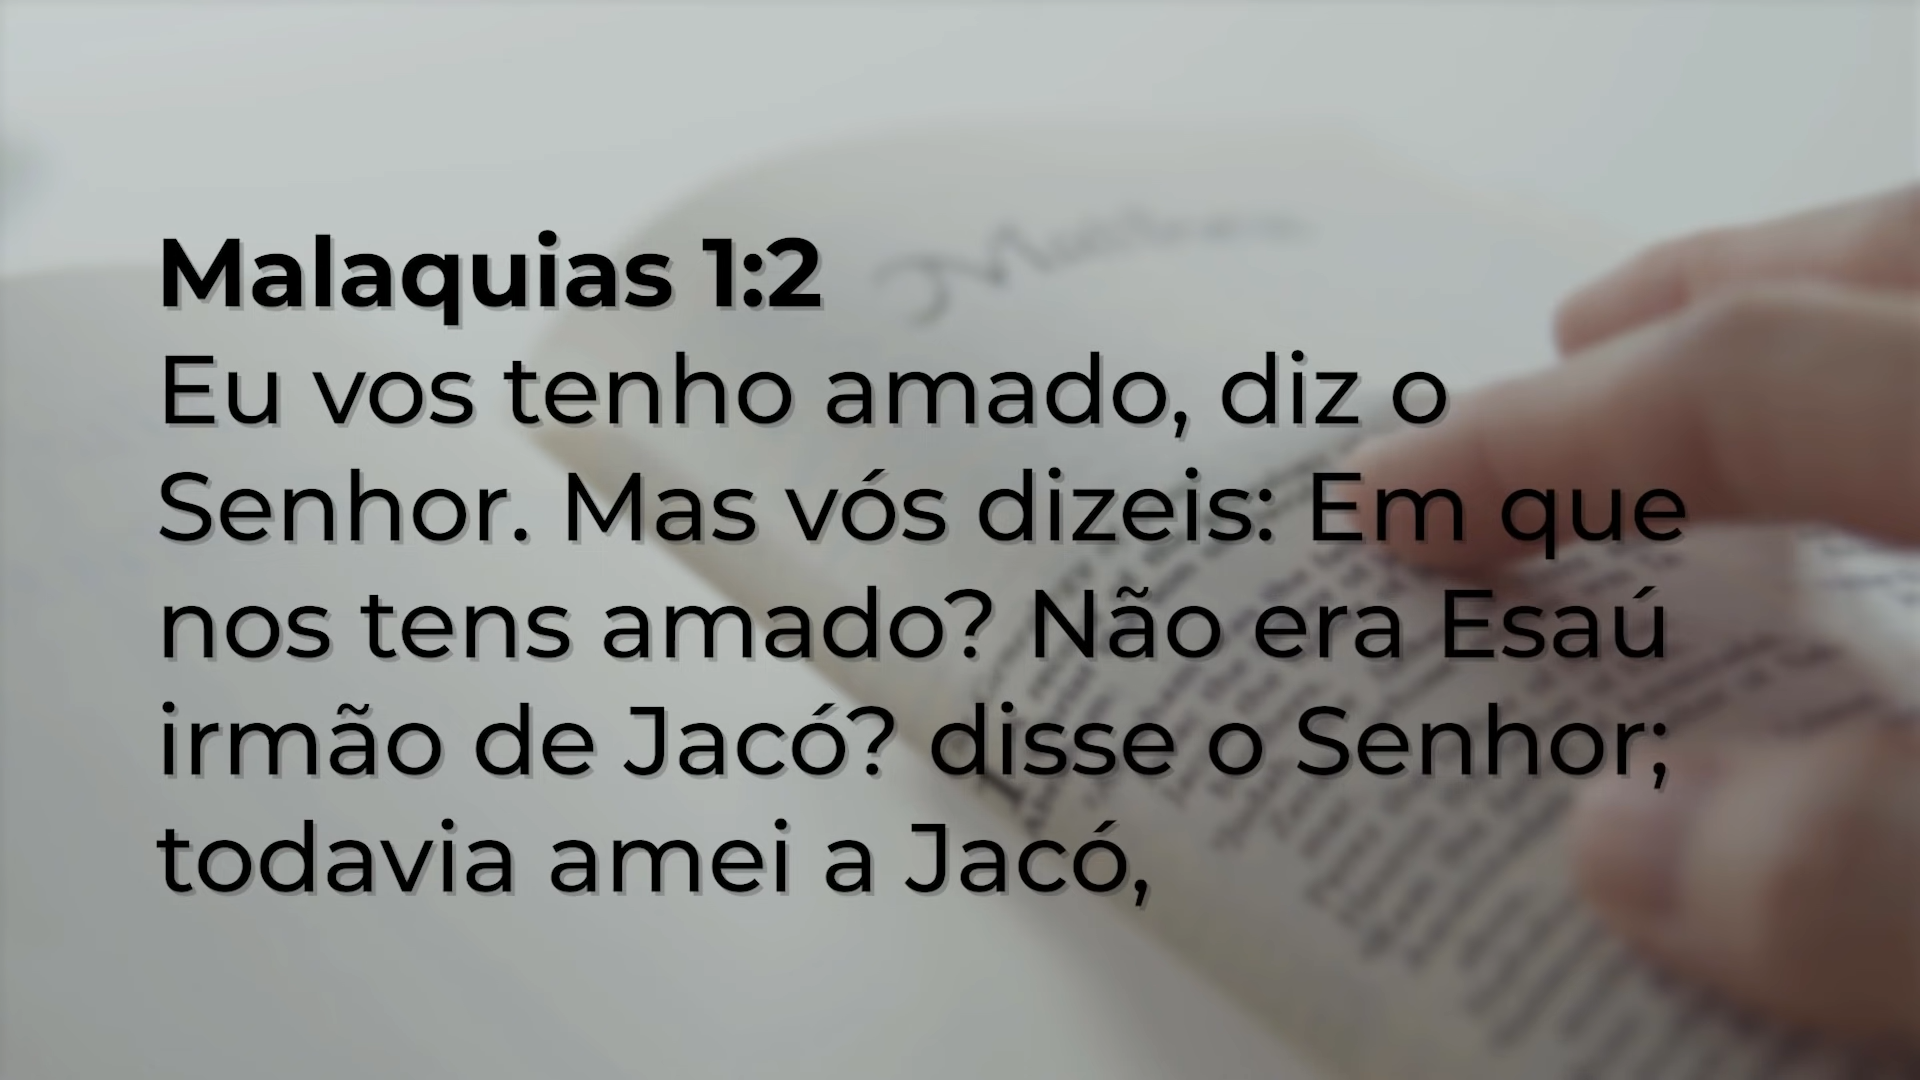 Malaquias 1:2
Eu vos tenho amado, diz o
Senhor. Mas vós dizeis: Em que
nos tens amado? Não era Esaú
irmão de Jacó? disse o Senhor;
todavia amei a Jacó,